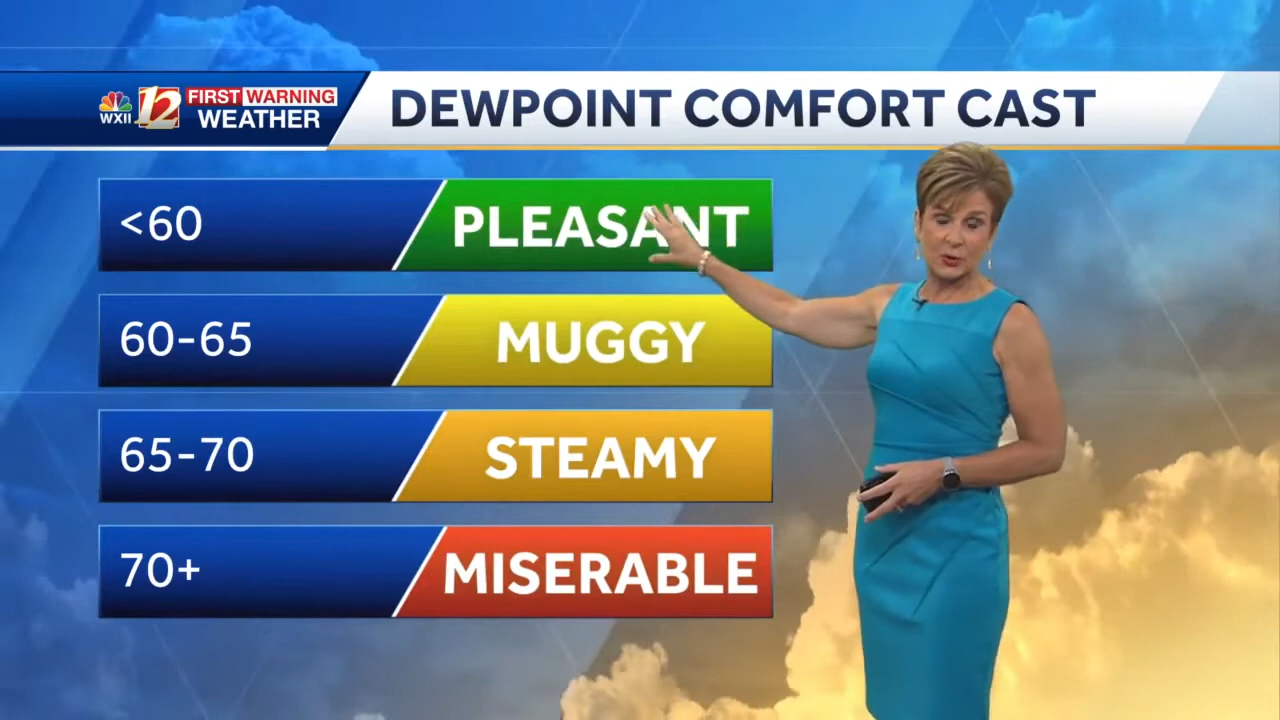 WXII 12 FIRST WARNING
WEATHER
DEWPOINT COMFORT CAST
<60 PLEASANT
60-65 MUGGY
65-70 STEAMY
70+ MISERABLE